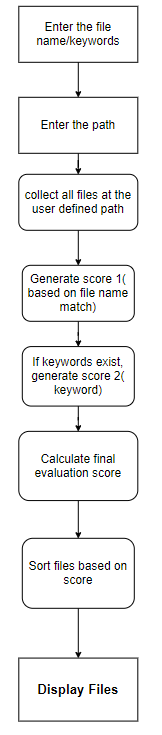 Enter the file
name/keywords
Enter the path
collect all files at the
user defined path
Generate score 1(
based on file name
match)
If keywords exist,
generate score 2(
keyword)
Calculate final
evaluation score
Sort files based on
score
Display Files